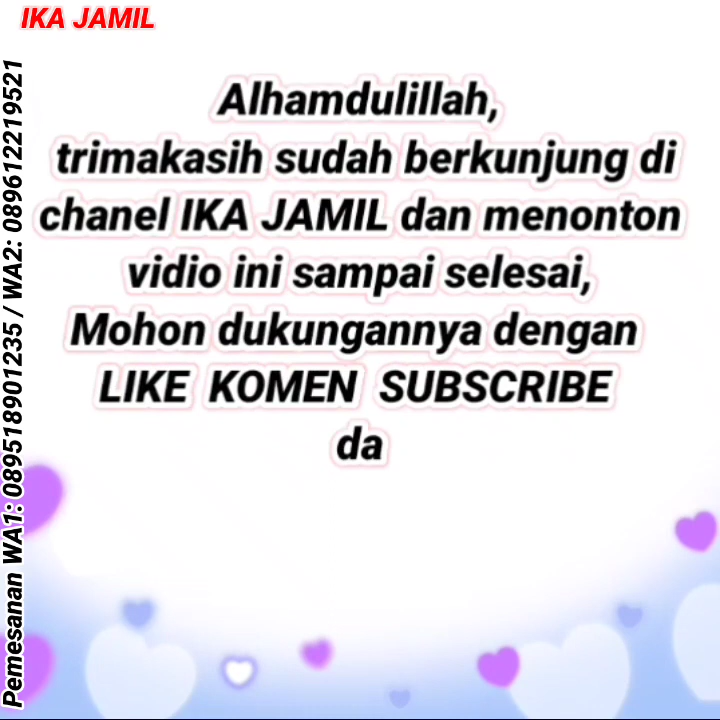 IKA JAMIL
Alhamdulillah,
trimakasih sudah berkunjung di
chanel IKA JAMIL dan menonton
vidio ini sampai selesai,
Mohon dukungannya dengan
LIKE KOMEN SUBSCRIBE
da
Pemesanan WA1: 089518901235 / WA2: 089612219521